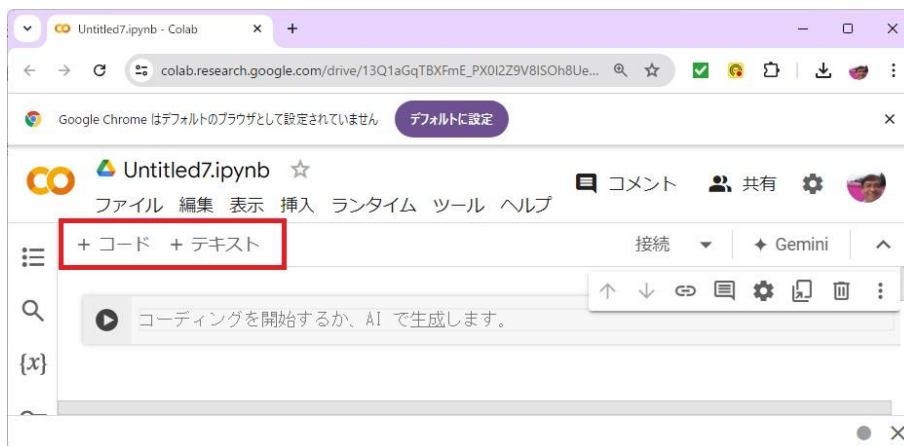 Untitled7.ipynb - Colab
colab.research.google.com/drive/13Q1aGqTBXFmE_PX0I2Z9V8ISOh8Ue...
Google Chrome はデフォルトのブラウザとして設定されていません デフォルトに設定
CO Untitled7.ipynb
コメント 共有
ファイル 編集 表示 挿入 ランタイム ツール ヘルプ
+ コード + テキスト 接続 Gemini
コーディングを開始するか、AI で生成します。
{x}